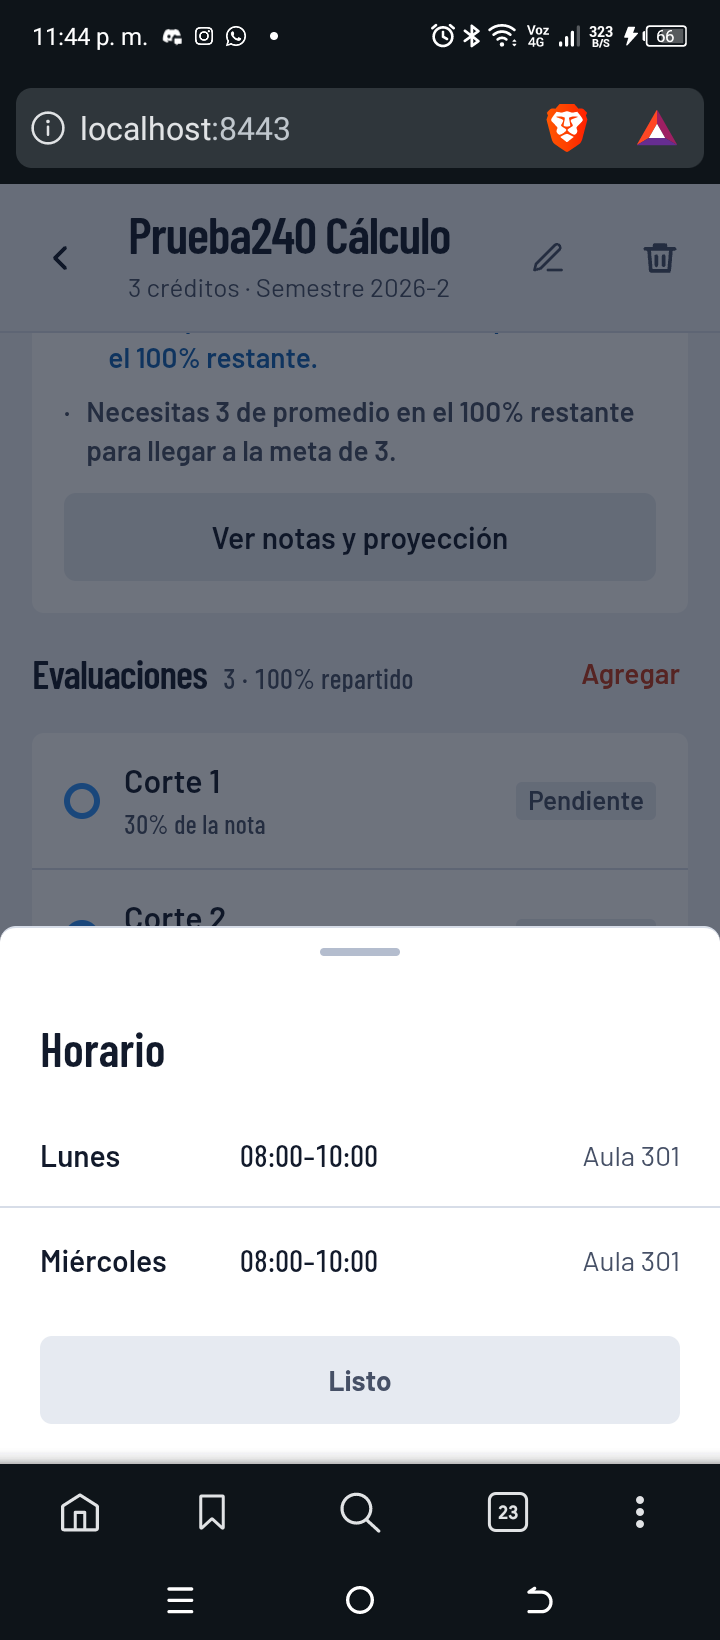 11:44 p. m.
Voz
4G
323
B/S
66
localhost:8443
Prueba240 Cálculo
3 créditos · Semestre 2026-2
el 100% restante.
· Necesitas 3 de promedio en el 100% restante
para llegar a la meta de 3.
Ver notas y proyección
Evaluaciones 3 · 100% repartido Agregar
Corte 1
30% de la nota
Pendiente
Corte 2
Horario
Lunes 08:00-10:00 Aula 301
Miércoles 08:00-10:00 Aula 301
Listo
23